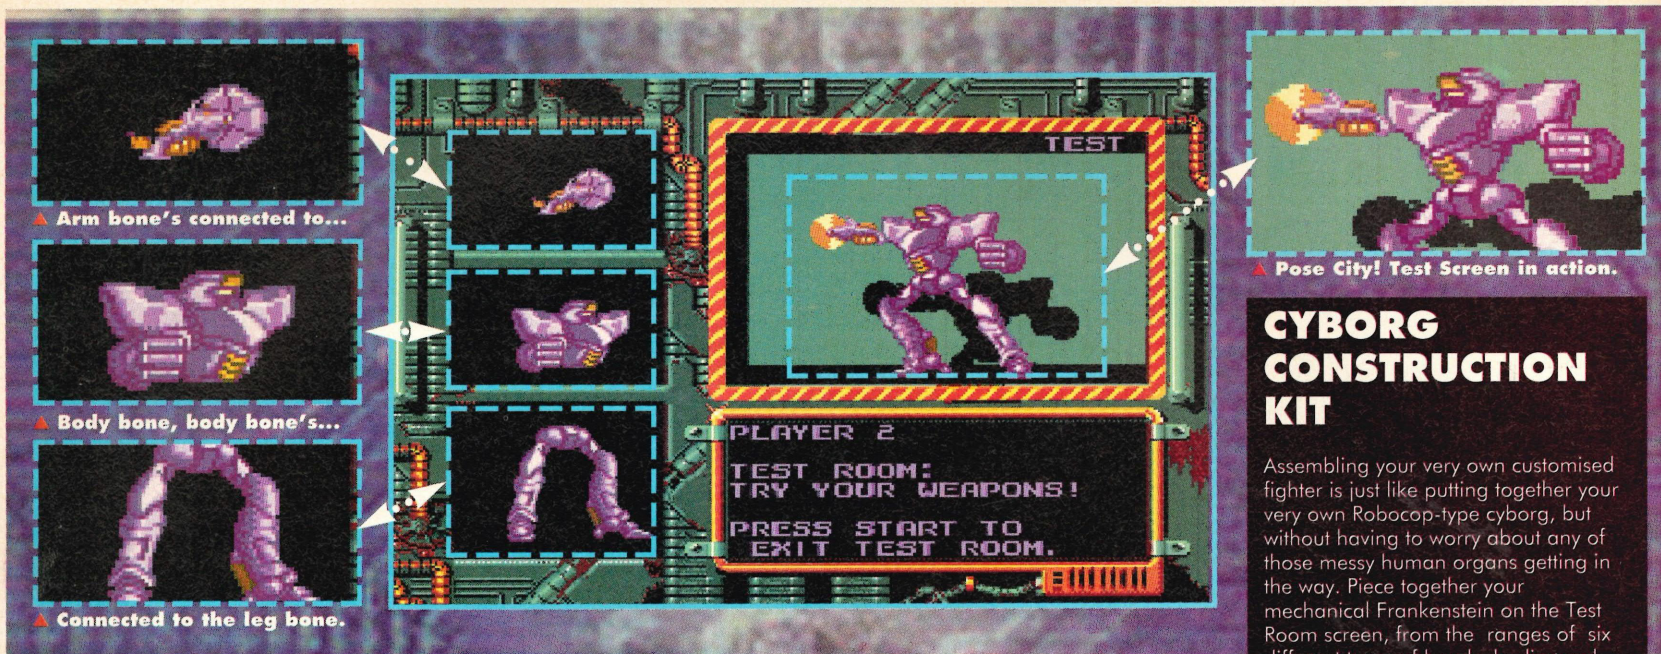 Arm bone's connected to...
Body bone, body bone's...
Connected to the leg bone.
TEST
PLAYER 2
TEST ROOM:
TRY YOUR WEAPONS!
PRESS START TO
EXIT TEST ROOM.
Pose City! Test Screen in action.
CYBORG
CONSTRUCTION
KIT
Assembling your very own customised
fighter is just like putting together your
very own Robocop-type cyborg, but
without having to worry about any of
those messy human organs getting in
the way. Piece together your
mechanical Frankenstein on the Test
Room screen, from the ranges of six